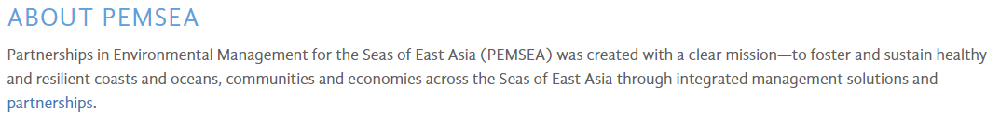 ABOUT PEMSEA
Partnerships in Environmental Management for the Seas of East Asia (PEMSEA) was created with a clear mission—to foster and sustain healthy
and resilient coasts and oceans, communities and economies across the Seas of East Asia through integrated management solutions and
partnerships.